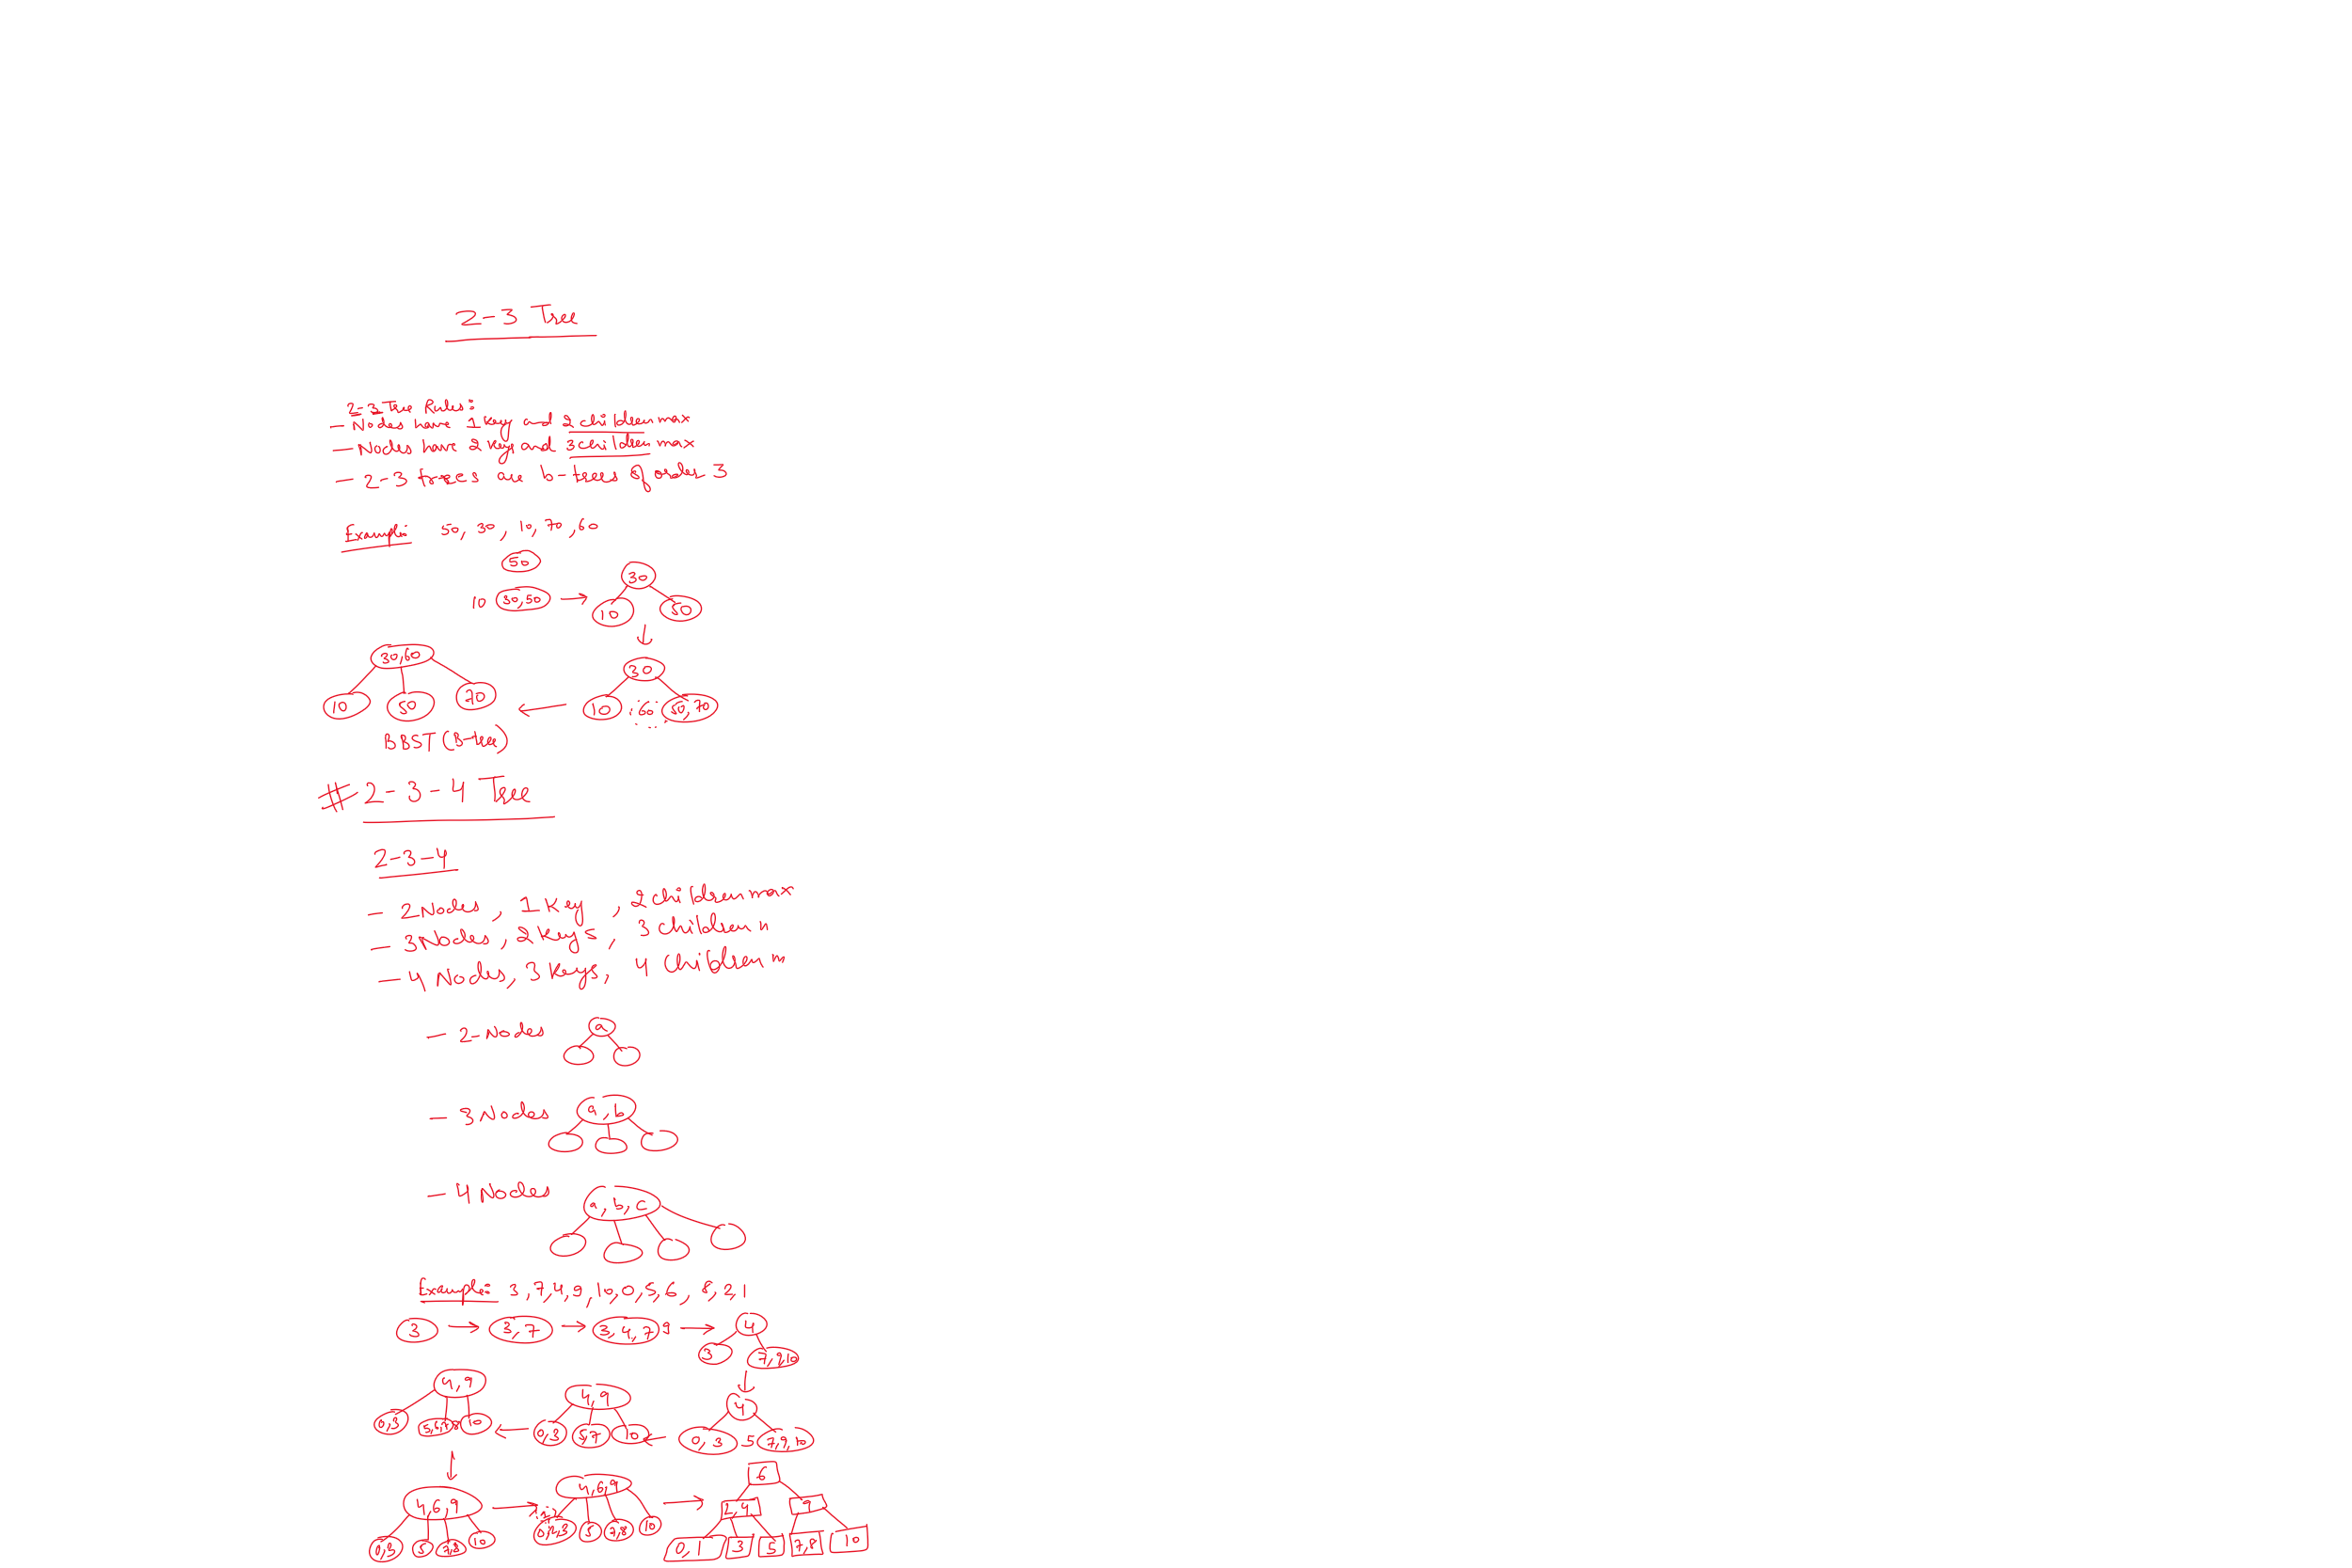 2-3 Tree
2-3 Tree Rules:
- Nodes have 1 key and 2 children max
- Nodes have 2 key and 3 children max
- 2-3 trees are b-trees of order 3
Example: 50, 30, 10, 70, 60
50
30
10 30,50 → 10 50
30,60
30
10 50 70
10 60 50,70
BBST (B-tree)
# 2-3-4 Tree
2-3-4
- 2 Nodes, 1 Key, 2 children max
- 3 Nodes, 2 Keys, 3 children n
- 4 Nodes, 3 Keys, 4 Children m
- 2-Nodes a
- 3 Nodes a, b
- 4 Nodes a, b, c
Example: 3,7,4,9,10,0,5,6,8,2,1
3 → 3,7 → 3,4,7 9 → 4
3 7,9,10
4,9 4,9 4
0,3 5,6,7 8 10 ← 0,3 5,7 10 ← 0,3 5 7,9,10
6
4,6,9 → 4,6,9 → 2,4 9
0,3 5 7,8 10
0,2,3 5 7,8 10
0,1 3 5 7,8 10